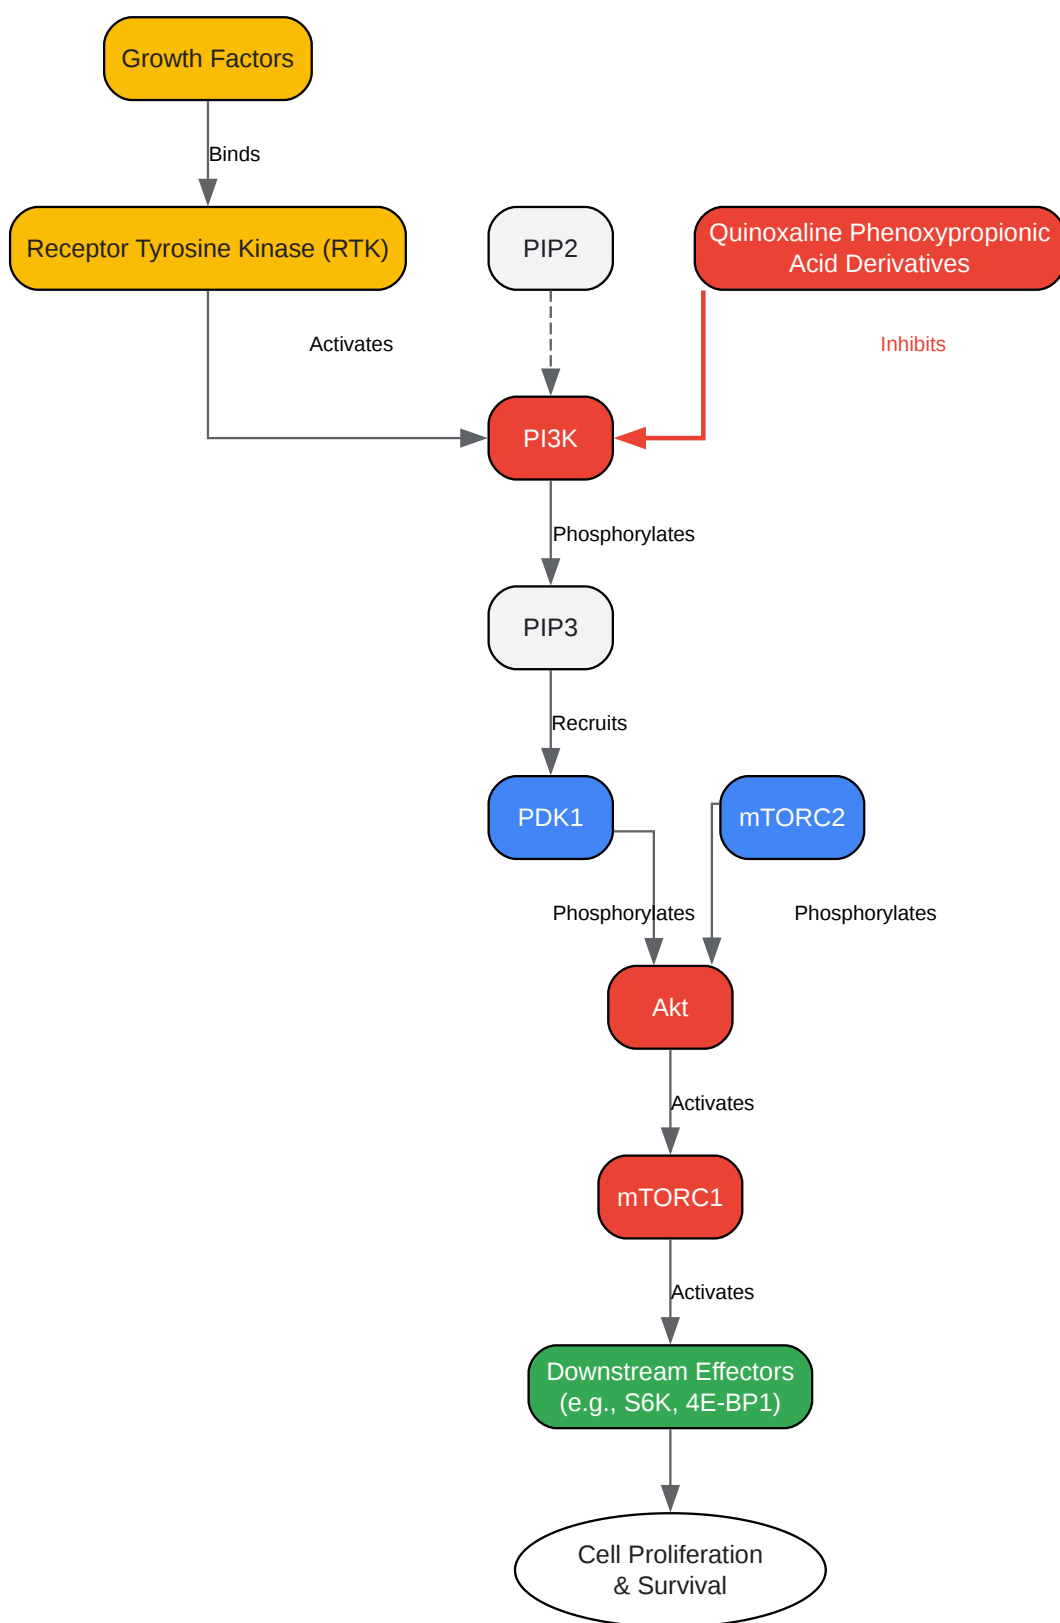 Growth Factors
Binds
Receptor Tyrosine Kinase (RTK)
PIP2
Quinoxaline Phenoxypropionic
Acid Derivatives
Activates
Inhibits
PI3K
Phosphorylates
PIP3
Recruits
PDK1
mTORC2
Phosphorylates
Phosphorylates
Akt
Activates
mTORC1
Activates
Downstream Effectors
(e.g., S6K, 4E-BP1)
Cell Proliferation
& Survival